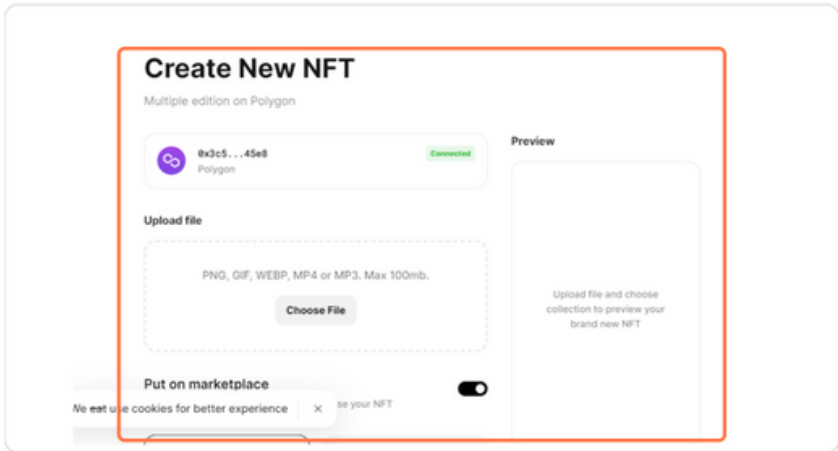 Create New NFT
Multiple edition on Polygon
0x3c5...45e8
Connected
Polygon
Preview
Upload file
PNG, GIF, WEBP, MP4 or MP3. Max 100mb.
Choose File
Upload file and choose
collection to preview your
brand new NFT
Put on marketplace
se your NFT
We eat use cookies for better experience